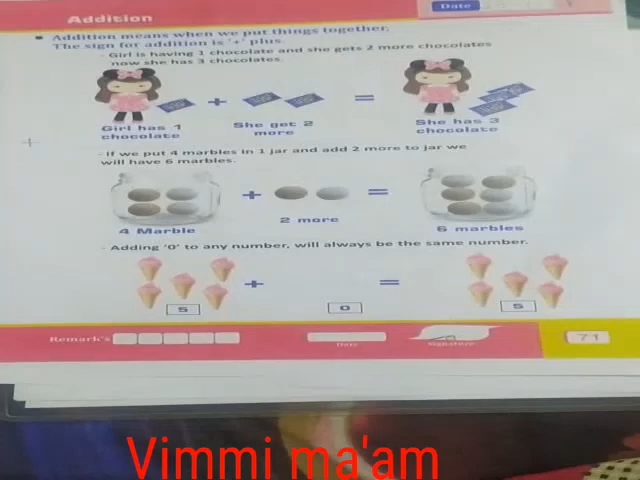 Addition
Date
Addition means when we put things together,
The sign for addition is '+' plus.
- Girl is having 1 chocolate and she gets 2 more chocolates
now she has 3 chocolates.
+ =
Girl has 1
chocolate
She get 2
more
She has 3
chocolate
- If we put 4 marbles in 1 jar and add 2 more to jar we
will have 6 marbles.
+ =
4 Marble
2 more
6 marbles
- Adding '0' to any number, will always be the same number.
+ =
5 0 5
Remark's
Date
Signature
71
Vimmi ma'am